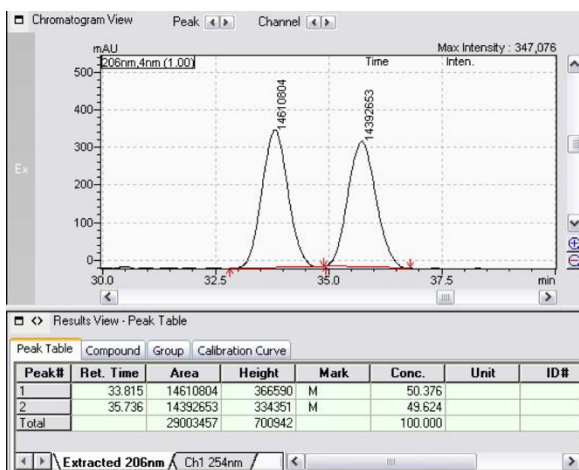 Chromatogram View Peak Channel
mAU
Max Intensity : 347,076
206nm,4nm (1.00)
Time Inten.
500
400
300
200
100
0
14610804
14392653
Ex
30.0 32.5 35.0 37.5 min
Results View - Peak Table
Peak Table Compound Group Calibration Curve
Peak# Ret. Time Area Height Mark Conc. Unit ID#
1 33.815 14610804 366590 M 50.376
2 35.736 14392653 334351 M 49.624
Total 29003457 700942 100.000
Extracted 206nm Ch1 254nm